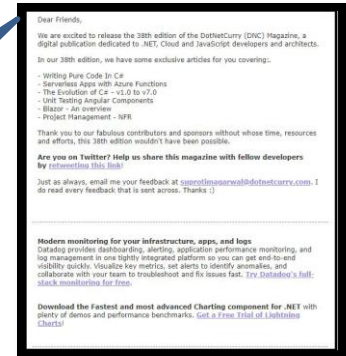 Dear Friends,
We are excited to release the 38th edition of the DotNetCurry (DNC) Magazine, a
digital publication dedicated to .NET, Cloud and JavaScript developers and architects.
In our 38th edition, we have some exclusive articles for you covering:.
- Writing Pure Code In C#
- Serverless Apps with Azure Functions
- The Evolution of C# - v1.0 to v7.0
- Unit Testing Angular Components
- Blazor - An overview
- Project Management - NFR
Thank you to our fabulous contributors and sponsors without whose time, resources
and efforts, this 38th edition wouldn't have been possible.
Are you on Twitter? Help us share this magazine with fellow developers
by retweeting this link!
Just as always, email me your feedback at suprotimagarwal@dotnetcurry.com. I
do read every feedback that is sent across. Thanks :)
Modern monitoring for your infrastructure, apps, and logs
Datadog provides dashboarding, alerting, application performance monitoring, and
log management in one tightly integrated platform so you can get end-to-end
visibility quickly. Visualize key metrics, set alerts to identify anomalies, and
collaborate with your team to troubleshoot and fix issues fast. Try Datadog's full-
stack monitoring for free.
Download the Fastest and most advanced Charting component for .NET with
plenty of demos and performance benchmarks. Get a Free Trial of Lightning
Charts!